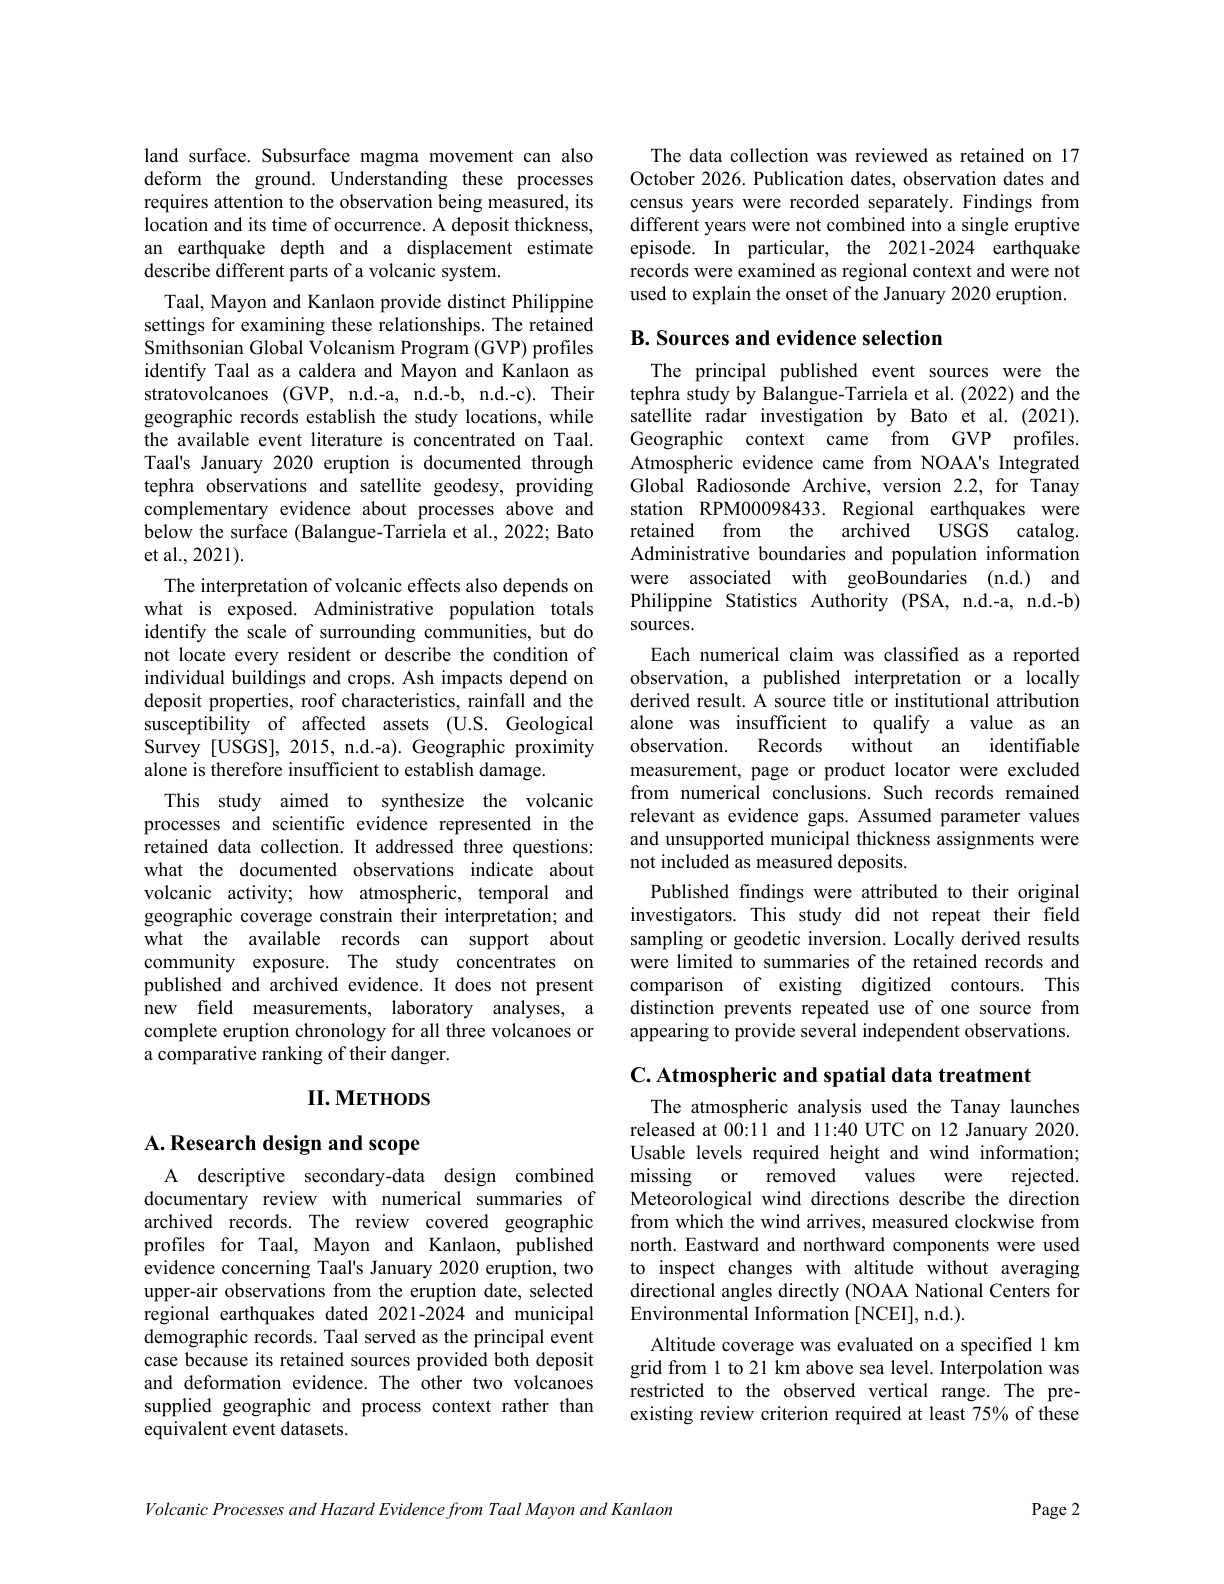 land surface. Subsurface magma movement can also
deform the ground. Understanding these processes
requires attention to the observation being measured, its
location and its time of occurrence. A deposit thickness,
an earthquake depth and a displacement estimate
describe different parts of a volcanic system.
Taal, Mayon and Kanlaon provide distinct Philippine
settings for examining these relationships. The retained
Smithsonian Global Volcanism Program (GVP) profiles
identify Taal as a caldera and Mayon and Kanlaon as
stratovolcanoes (GVP, n.d.-a, n.d.-b, n.d.-c). Their
geographic records establish the study locations, while
the available event literature is concentrated on Taal.
Taal's January 2020 eruption is documented through
tephra observations and satellite geodesy, providing
complementary evidence about processes above and
below the surface (Balangue-Tarriela et al., 2022; Bato
et al., 2021).
The interpretation of volcanic effects also depends on
what is exposed. Administrative population totals
identify the scale of surrounding communities, but do
not locate every resident or describe the condition of
individual buildings and crops. Ash impacts depend on
deposit properties, roof characteristics, rainfall and the
susceptibility of affected assets (U.S. Geological
Survey [USGS], 2015, n.d.-a). Geographic proximity
alone is therefore insufficient to establish damage.
This study aimed to synthesize the volcanic
processes and scientific evidence represented in the
retained data collection. It addressed three questions:
what the documented observations indicate about
volcanic activity; how atmospheric, temporal and
geographic coverage constrain their interpretation; and
what the available records can support about
community exposure. The study concentrates on
published and archived evidence. It does not present
new field measurements, laboratory analyses, a
complete eruption chronology for all three volcanoes or
a comparative ranking of their danger.
II. METHODS
A. Research design and scope
A descriptive secondary-data design combined
documentary review with numerical summaries of
archived records. The review covered geographic
profiles for Taal, Mayon and Kanlaon, published
evidence concerning Taal's January 2020 eruption, two
upper-air observations from the eruption date, selected
regional earthquakes dated 2021-2024 and municipal
demographic records. Taal served as the principal event
case because its retained sources provided both deposit
and deformation evidence. The other two volcanoes
supplied geographic and process context rather than
equivalent event datasets.
The data collection was reviewed as retained on 17
October 2026. Publication dates, observation dates and
census years were recorded separately. Findings from
different years were not combined into a single eruptive
episode. In particular, the 2021-2024 earthquake
records were examined as regional context and were not
used to explain the onset of the January 2020 eruption.
B. Sources and evidence selection
The principal published event sources were the
tephra study by Balangue-Tarriela et al. (2022) and the
satellite radar investigation by Bato et al. (2021).
Geographic context came from GVP profiles.
Atmospheric evidence came from NOAA's Integrated
Global Radiosonde Archive, version 2.2, for Tanay
station RPM00098433. Regional earthquakes were
retained from the archived USGS catalog.
Administrative boundaries and population information
were associated with geoBoundaries (n.d.) and
Philippine Statistics Authority (PSA, n.d.-a, n.d.-b)
sources.
Each numerical claim was classified as a reported
observation, a published interpretation or a locally
derived result. A source title or institutional attribution
alone was insufficient to qualify a value as an
observation. Records without an identifiable
measurement, page or product locator were excluded
from numerical conclusions. Such records remained
relevant as evidence gaps. Assumed parameter values
and unsupported municipal thickness assignments were
not included as measured deposits.
Published findings were attributed to their original
investigators. This study did not repeat their field
sampling or geodetic inversion. Locally derived results
were limited to summaries of the retained records and
comparison of existing digitized contours. This
distinction prevents repeated use of one source from
appearing to provide several independent observations.
C. Atmospheric and spatial data treatment
The atmospheric analysis used the Tanay launches
released at 00:11 and 11:40 UTC on 12 January 2020.
Usable levels required height and wind information;
missing or removed values were rejected.
Meteorological wind directions describe the direction
from which the wind arrives, measured clockwise from
north. Eastward and northward components were used
to inspect changes with altitude without averaging
directional angles directly (NOAA National Centers for
Environmental Information [NCEI], n.d.).
Altitude coverage was evaluated on a specified 1 km
grid from 1 to 21 km above sea level. Interpolation was
restricted to the observed vertical range. The pre-
existing review criterion required at least 75% of these
Volcanic Processes and Hazard Evidence from Taal Mayon and Kanlaon
Page 2